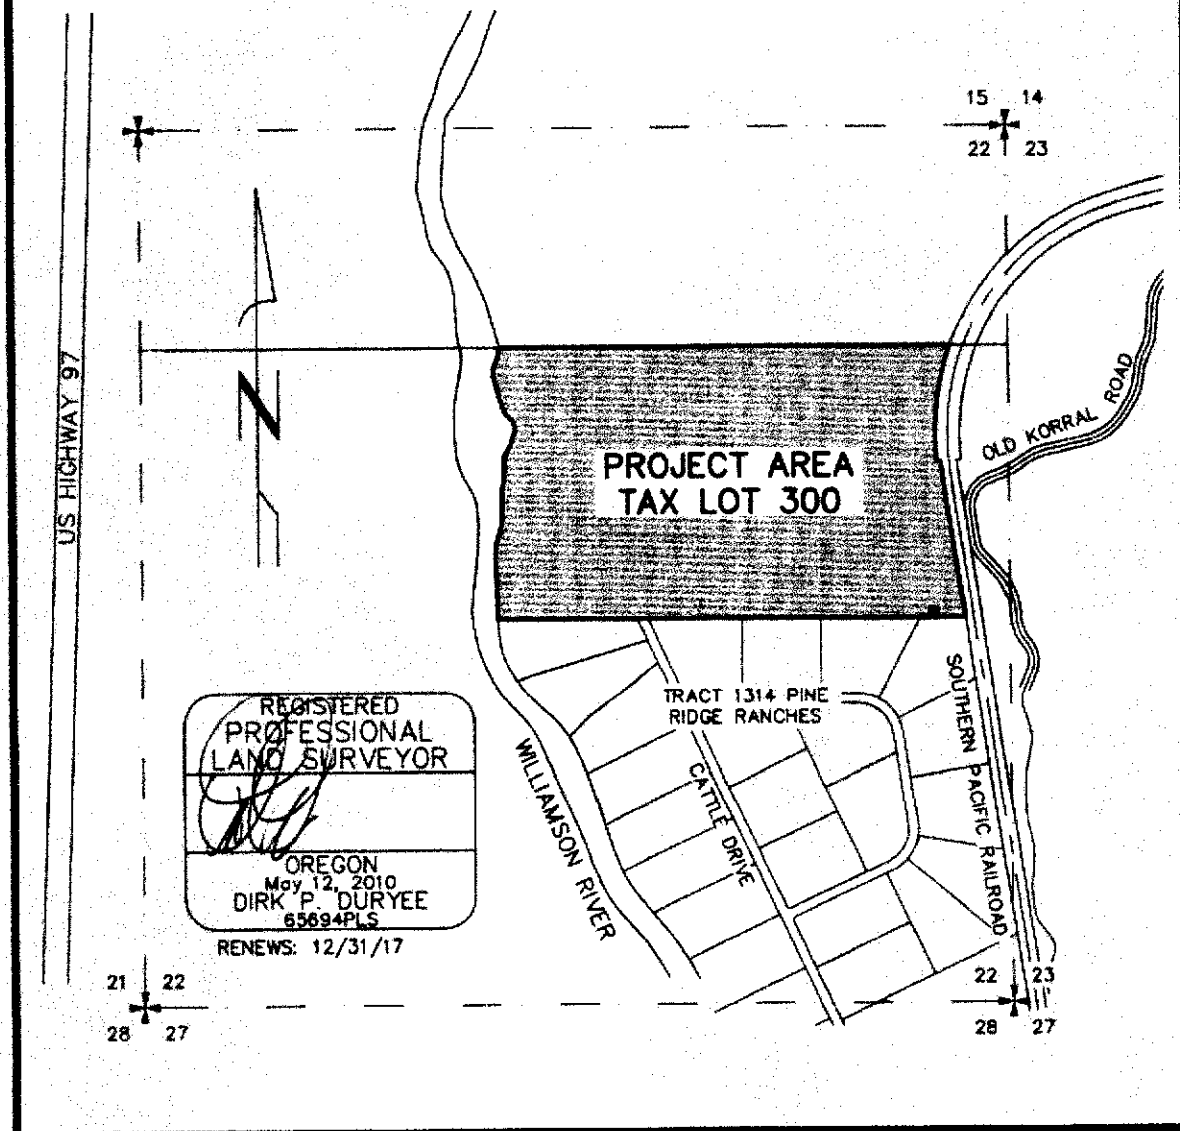 15 14
22 23
US HIGHWAY 97
N
OLD KORRAL ROAD
PROJECT AREA
TAX LOT 300
TRACT 1314 PINE
RIDGE RANCHES
SOUTHERN PACIFIC RAILROAD
CATTLE DRIVE
WILLIAMSON RIVER
REGISTERED
PROFESSIONAL
LAND SURVEYOR
OREGON
May 12, 2010
DIRK P. DURYEE
65694PLS
RENEWS: 12/31/17
21 22
28 27
22 23
28 27